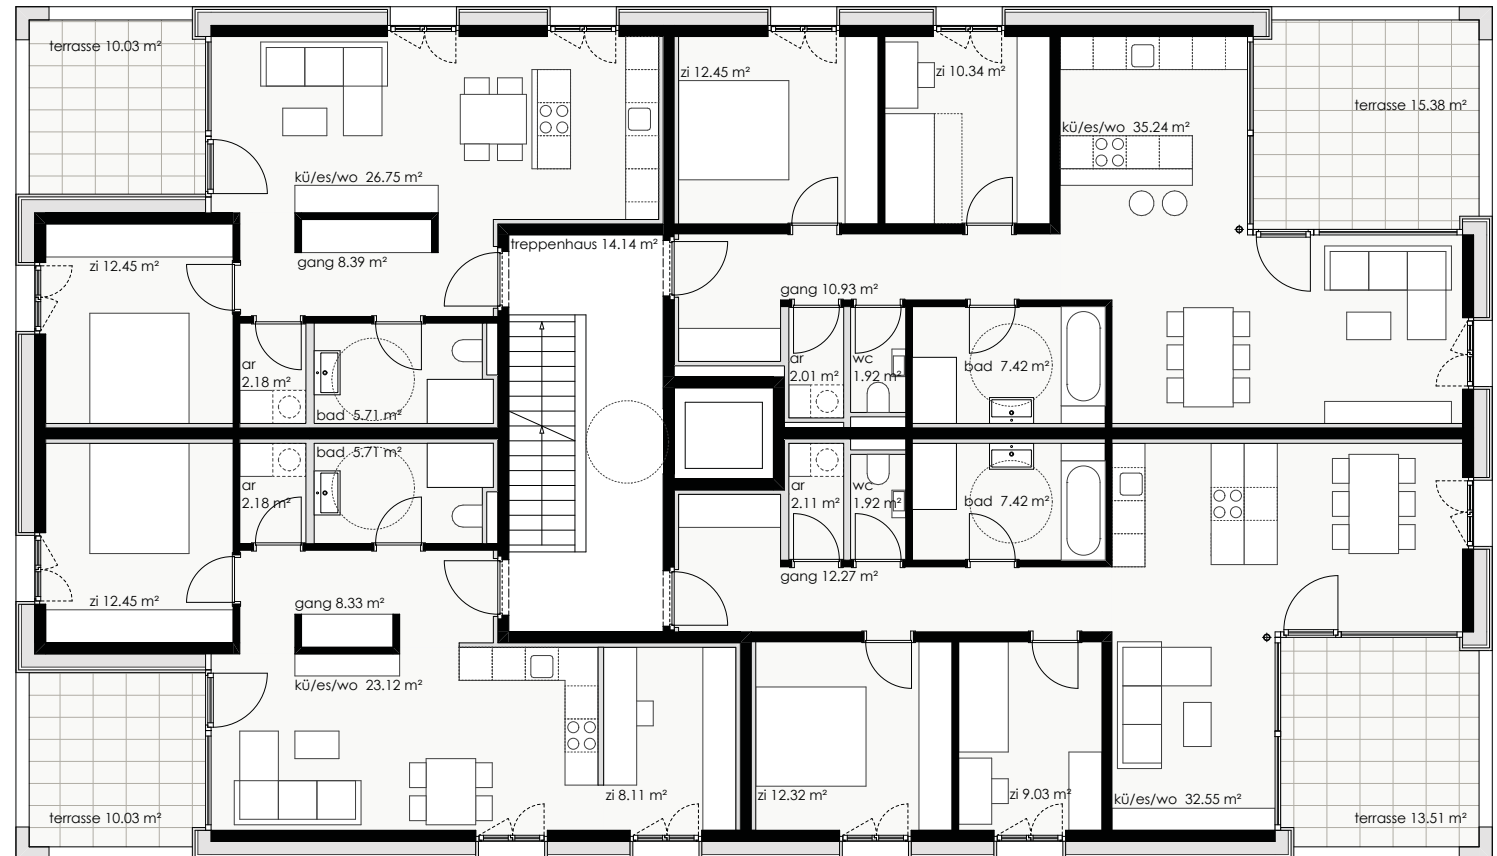 terrasse 10.03 m²
zi 12.45 m²
zi 10.34 m²
terrasse 15.38 m²
kü/es/wo 35.24 m²
kü/es/wo 26.75 m²
treppenhaus 14.14 m²
gang 8.39 m²
zi 12.45 m²
gang 10.93 m²
ar
2.18 m²
bad 5.71 m²
ar
2.01 m²
wc
1.92 m²
bad 7.42 m²
bad 5.71 m²
ar
2.18 m²
ar
2.11 m²
wc
1.92 m²
bad 7.42 m²
gang 12.27 m²
zi 12.45 m²
gang 8.33 m²
kü/es/wo 23.12 m²
zi 8.11 m²
zi 12.32 m²
zi 9.03 m²
kü/es/wo 32.55 m²
terrasse 10.03 m²
terrasse 13.51 m²